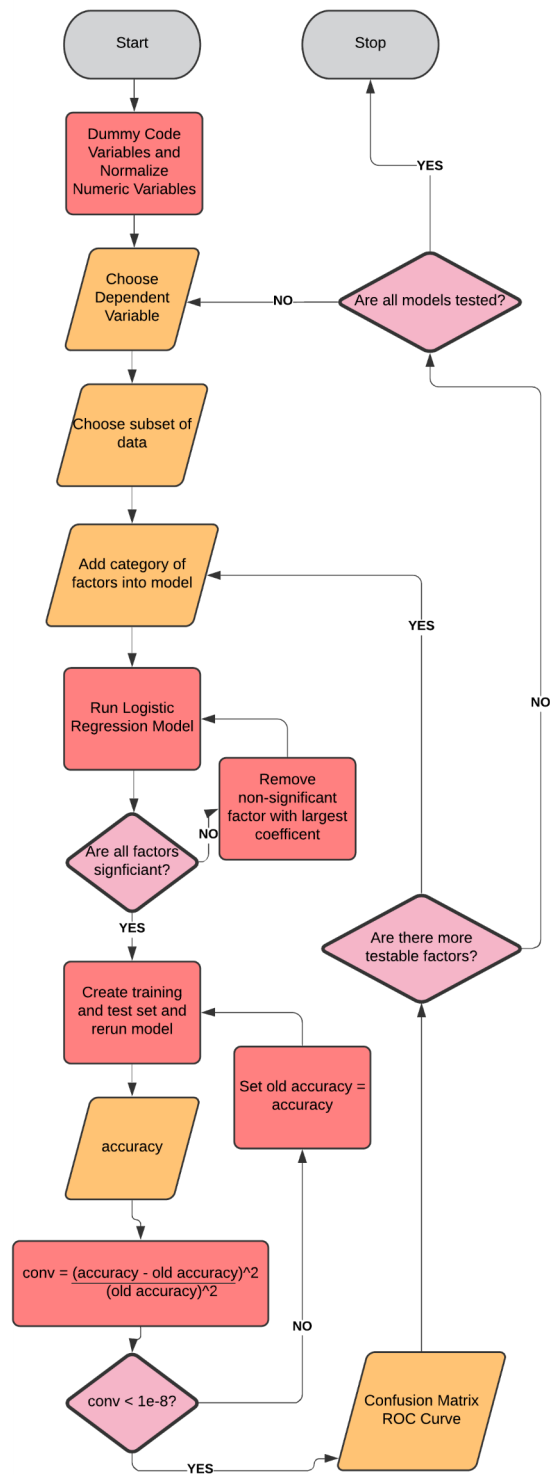 Start
Stop
Dummy Code
Variables and
Normalize
Numeric Variables
YES
Choose
Dependent
Variable
NO
Are all models tested?
Choose subset of
data
Add category of
factors into model
YES
NO
Run Logistic
Regression Model
Remove
non-significant
factor with largest
coefficent
NO
Are all factors
signficiant?
YES
Are there more
testable factors?
Create training
and test set and
rerun model
Set old accuracy =
accuracy
accuracy
conv = (accuracy - old accuracy)^2
(old accuracy)^2
NO
conv < 1e-8?
YES
Confusion Matrix
ROC Curve